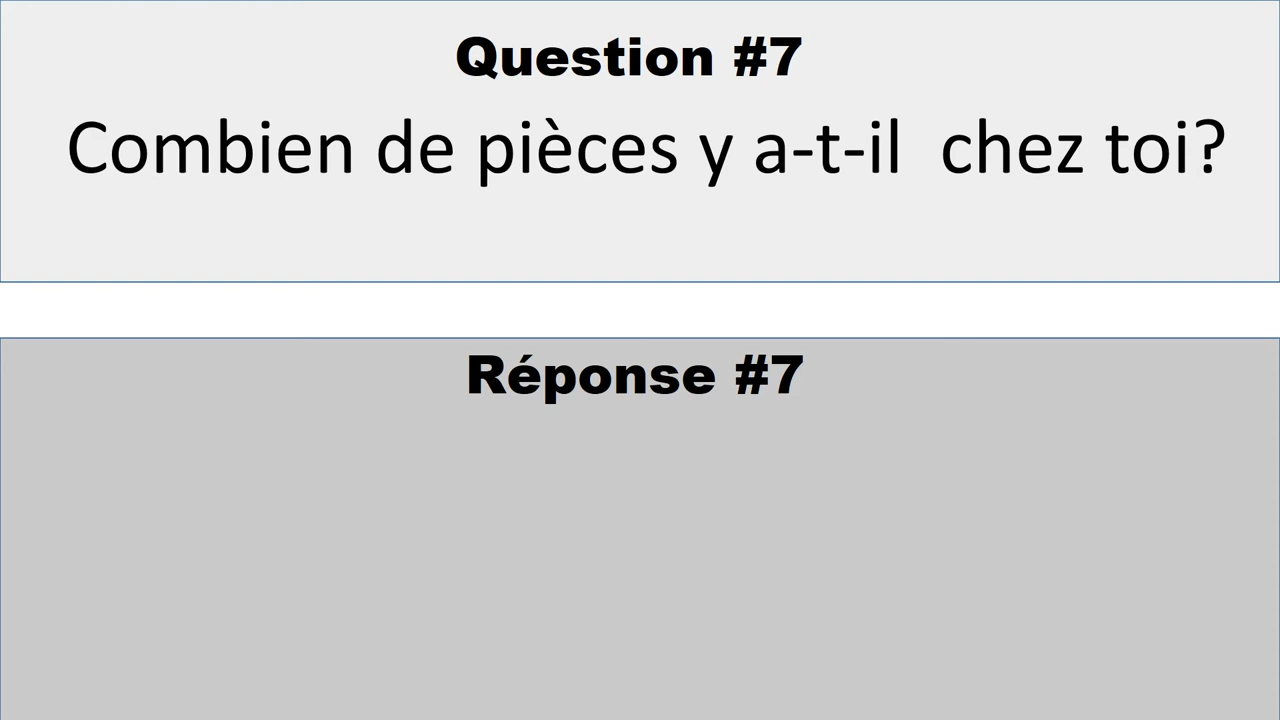 Question #7
Combien de pièces y a-t-il  chez toi?
Réponse #7